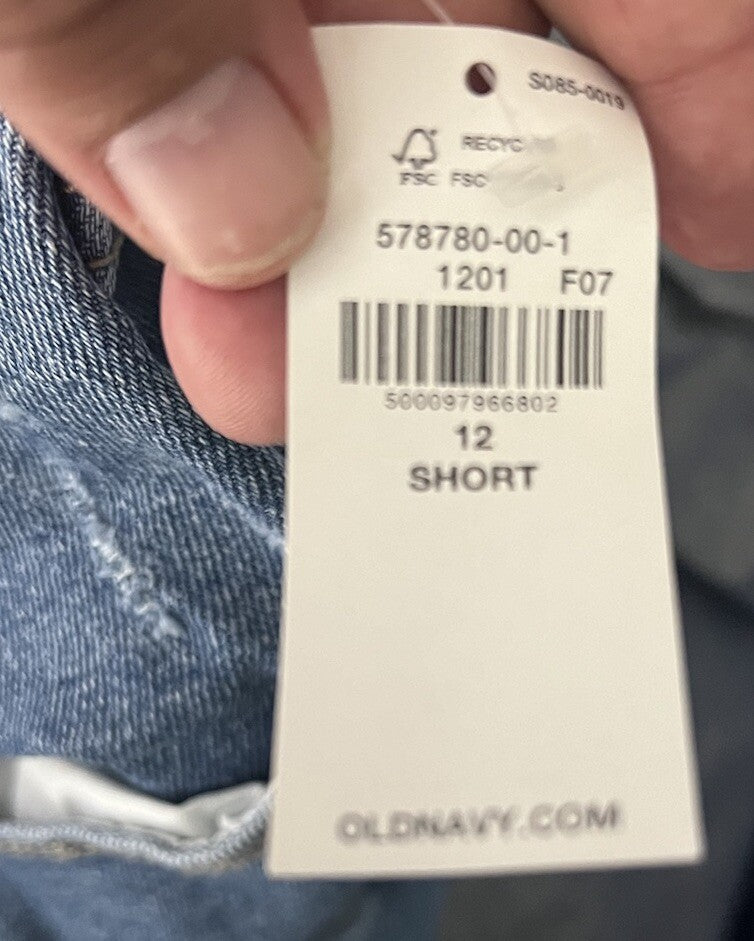 S085-0019
RECYC
FSC FSC
578780-00-1
1201 F07
500097966802
12
SHORT
OLDNAVY.COM